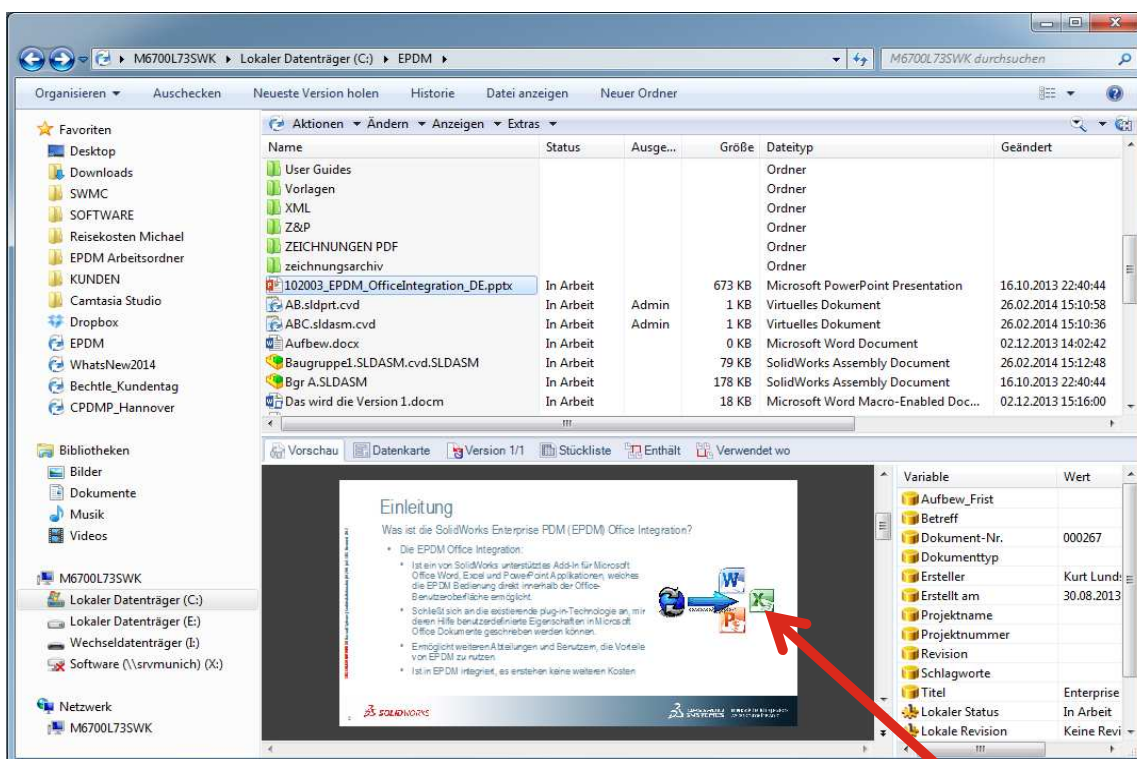 M6700L73SWK ▸ Lokaler Datenträger (C:) ▸ EPDM ▸
M6700L73SWK durchsuchen
Organisieren Auschecken Neueste Version holen Historie Datei anzeigen Neuer Ordner
Favoriten
Desktop
Downloads
SWMC
SOFTWARE
Reisekosten Michael
EPDM Arbeitsordner
KUNDEN
Camtasia Studio
Dropbox
EPDM
WhatsNew2014
Bechtle_Kundentag
CPDMP_Hannover
Bibliotheken
Bilder
Dokumente
Musik
Videos
M6700L73SWK
Lokaler Datenträger (C:)
Lokaler Datenträger (E:)
Wechseldatenträger (I:)
Software (\\srvmunich) (X:)
Netzwerk
M6700L73SWK
Aktionen Ändern Anzeigen Extras
Name Status Ausge... Größe Dateityp Geändert
User Guides Ordner
Vorlagen Ordner
XML Ordner
Z&P Ordner
ZEICHNUNGEN PDF Ordner
zeichnungsarchiv Ordner
102003_EPDM_OfficeIntegration_DE.pptx In Arbeit 673 KB Microsoft PowerPoint Presentation 16.10.2013 22:40:44
AB.sldprt.cvd In Arbeit Admin 1 KB Virtuelles Dokument 26.02.2014 15:10:58
ABC.sldasm.cvd In Arbeit Admin 1 KB Virtuelles Dokument 26.02.2014 15:10:36
Aufbew.docx In Arbeit 0 KB Microsoft Word Document 02.12.2013 14:02:42
Baugruppe1.SLDASM.cvd.SLDASM In Arbeit 79 KB SolidWorks Assembly Document 26.02.2014 15:12:48
Bgr A.SLDASM In Arbeit 178 KB SolidWorks Assembly Document 16.10.2013 22:40:44
Das wird die Version 1.docm In Arbeit 18 KB Microsoft Word Macro-Enabled Doc... 02.12.2013 15:16:00
Vorschau Datenkarte Version 1/1 Stückliste Enthält Verwendet wo
Einleitung
Was ist die SolidWorks Enterprise PDM (EPDM) Office Integration?
• Die EPDM Office Integration:
• Ist ein von SolidWorks unterstütztes Add-In für Microsoft
Office Word, Excel und PowerPoint Applikationen, welches
die EPDM Bedienung direkt innerhalb der Office-
Benutzeroberfläche ermöglicht.
• Schließt sich an die existierende plug-in-Technologie an, mir
deren Hilfe benutzerdefinierte Eigenschaften in Microsoft
Office Dokumente geschrieben werden können.
• Ermöglicht weiteren Abteilungen und Benutzern, die Vorteile
von EPDM zu nutzen.
• Ist in EPDM integriert, es erstehen keine weiteren Kosten
SOLIDWORKS
Variable Wert
Aufbew_Frist
Betreff
Dokument-Nr. 000267
Dokumenttyp
Ersteller Kurt Lund
Erstellt am 30.08.2013
Projektname
Projektnummer
Revision
Schlagworte
Titel Enterprise
Lokaler Status In Arbeit
Lokale Revision Keine Revi